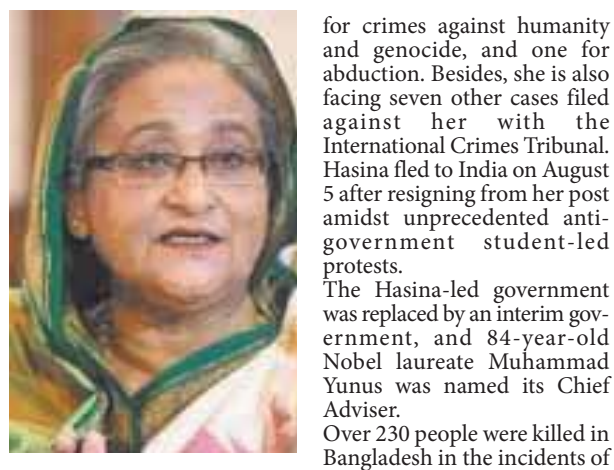 for crimes against humanity
and genocide, and one for
abduction. Besides, she is also
facing seven other cases filed
against her with the
International Crimes Tribunal.
Hasina fled to India on August
5 after resigning from her post
amidst unprecedented anti-
government student-led
protests.
The Hasina-led government
was replaced by an interim gov-
ernment, and 84-year-old
Nobel laureate Muhammad
Yunus was named its Chief
Adviser.
Over 230 people were killed in
Bangladesh in the incidents of